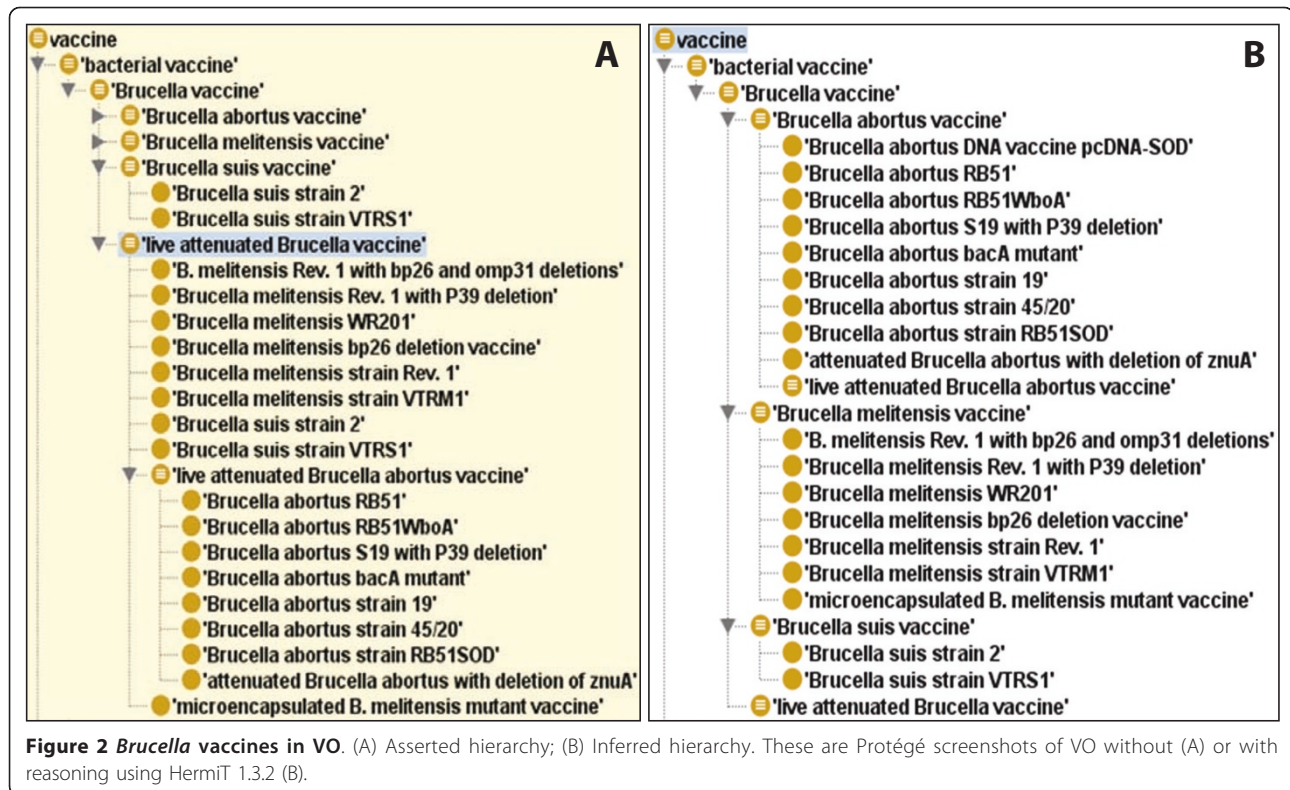 vaccine
A
'bacterial vaccine'
'Brucella vaccine'
'Brucella abortus vaccine'
'Brucella melitensis vaccine'
'Brucella suis vaccine'
'Brucella suis strain 2'
'Brucella suis strain VTRS1'
'live attenuated Brucella vaccine'
'B. melitensis Rev. 1 with bp26 and omp31 deletions'
'Brucella melitensis Rev. 1 with P39 deletion'
'Brucella melitensis WR201'
'Brucella melitensis bp26 deletion vaccine'
'Brucella melitensis strain Rev. 1'
'Brucella melitensis strain VTRM1'
'Brucella suis strain 2'
'Brucella suis strain VTRS1'
'live attenuated Brucella abortus vaccine'
'Brucella abortus RB51'
'Brucella abortus RB51WboA'
'Brucella abortus S19 with P39 deletion'
'Brucella abortus bacA mutant'
'Brucella abortus strain 19'
'Brucella abortus strain 45/20'
'Brucella abortus strain RB51SOD'
'attenuated Brucella abortus with deletion of znuA'
'microencapsulated B. melitensis mutant vaccine'
vaccine
B
'bacterial vaccine'
'Brucella vaccine'
'Brucella abortus vaccine'
'Brucella abortus DNA vaccine pcDNA-SOD'
'Brucella abortus RB51'
'Brucella abortus RB51WboA'
'Brucella abortus S19 with P39 deletion'
'Brucella abortus bacA mutant'
'Brucella abortus strain 19'
'Brucella abortus strain 45/20'
'Brucella abortus strain RB51SOD'
'attenuated Brucella abortus with deletion of znuA'
'live attenuated Brucella abortus vaccine'
'Brucella melitensis vaccine'
'B. melitensis Rev. 1 with bp26 and omp31 deletions'
'Brucella melitensis Rev. 1 with P39 deletion'
'Brucella melitensis WR201'
'Brucella melitensis bp26 deletion vaccine'
'Brucella melitensis strain Rev. 1'
'Brucella melitensis strain VTRM1'
'microencapsulated B. melitensis mutant vaccine'
'Brucella suis vaccine'
'Brucella suis strain 2'
'Brucella suis strain VTRS1'
'live attenuated Brucella vaccine'
Figure 2 Brucella vaccines in VO. (A) Asserted hierarchy; (B) Inferred hierarchy. These are Protégé screenshots of VO without (A) or with
reasoning using HermiT 1.3.2 (B).